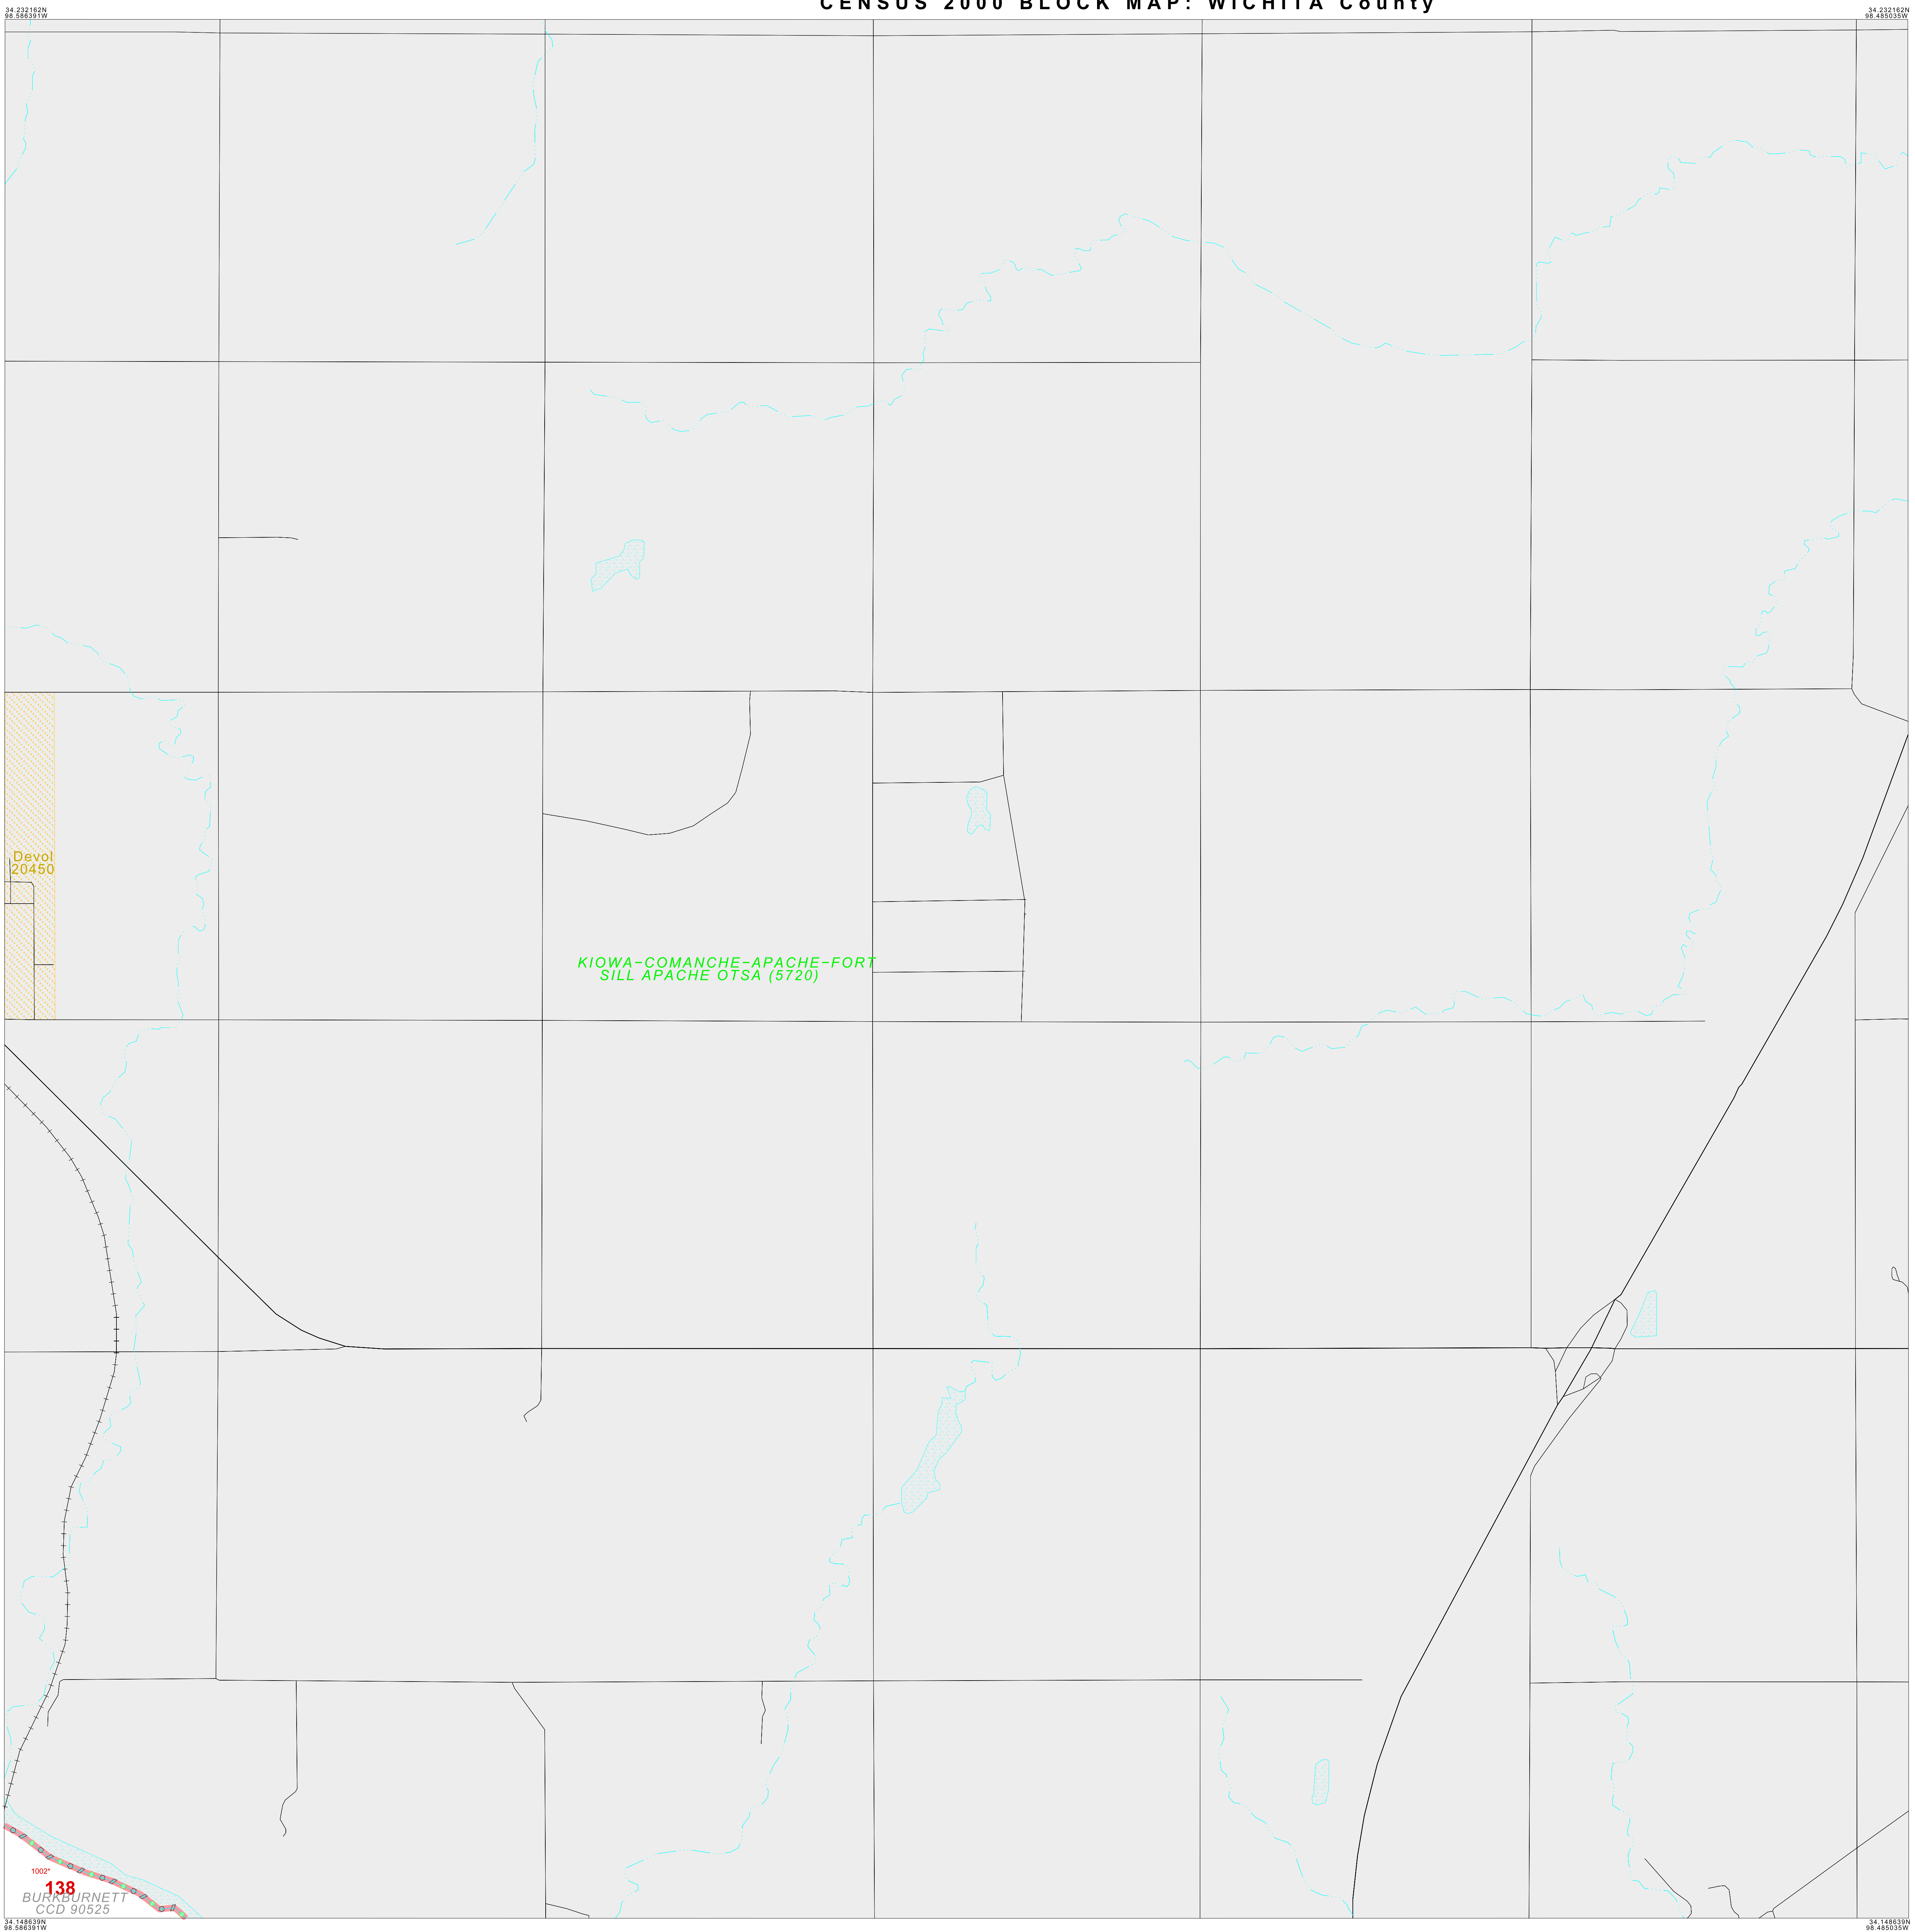 CENSUS 2000 BLOCK MAP: WICHITA County
34.232162N
98.586391W
34.232162N
98.485035W
Devol
20450
KIOWA-COMANCHE-APACHE-FORT
SILL APACHE OTSA (5720)
1002*
138
BURKBURNETT
CCD 90525
34.148639N
98.586391W
34.148639N
98.485035W